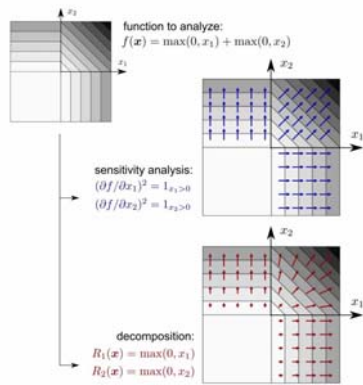 x₂
function to analyze:
f(x) = max(0, x₁) + max(0, x₂)
x₁
x₂
x₁
sensitivity analysis:
(∂f/∂x₁)² = 1ₓ₁>₀
(∂f/∂x₂)² = 1ₓ₂>₀
x₂
x₁
decomposition:
R₁(x) = max(0, x₁)
R₂(x) = max(0, x₂)